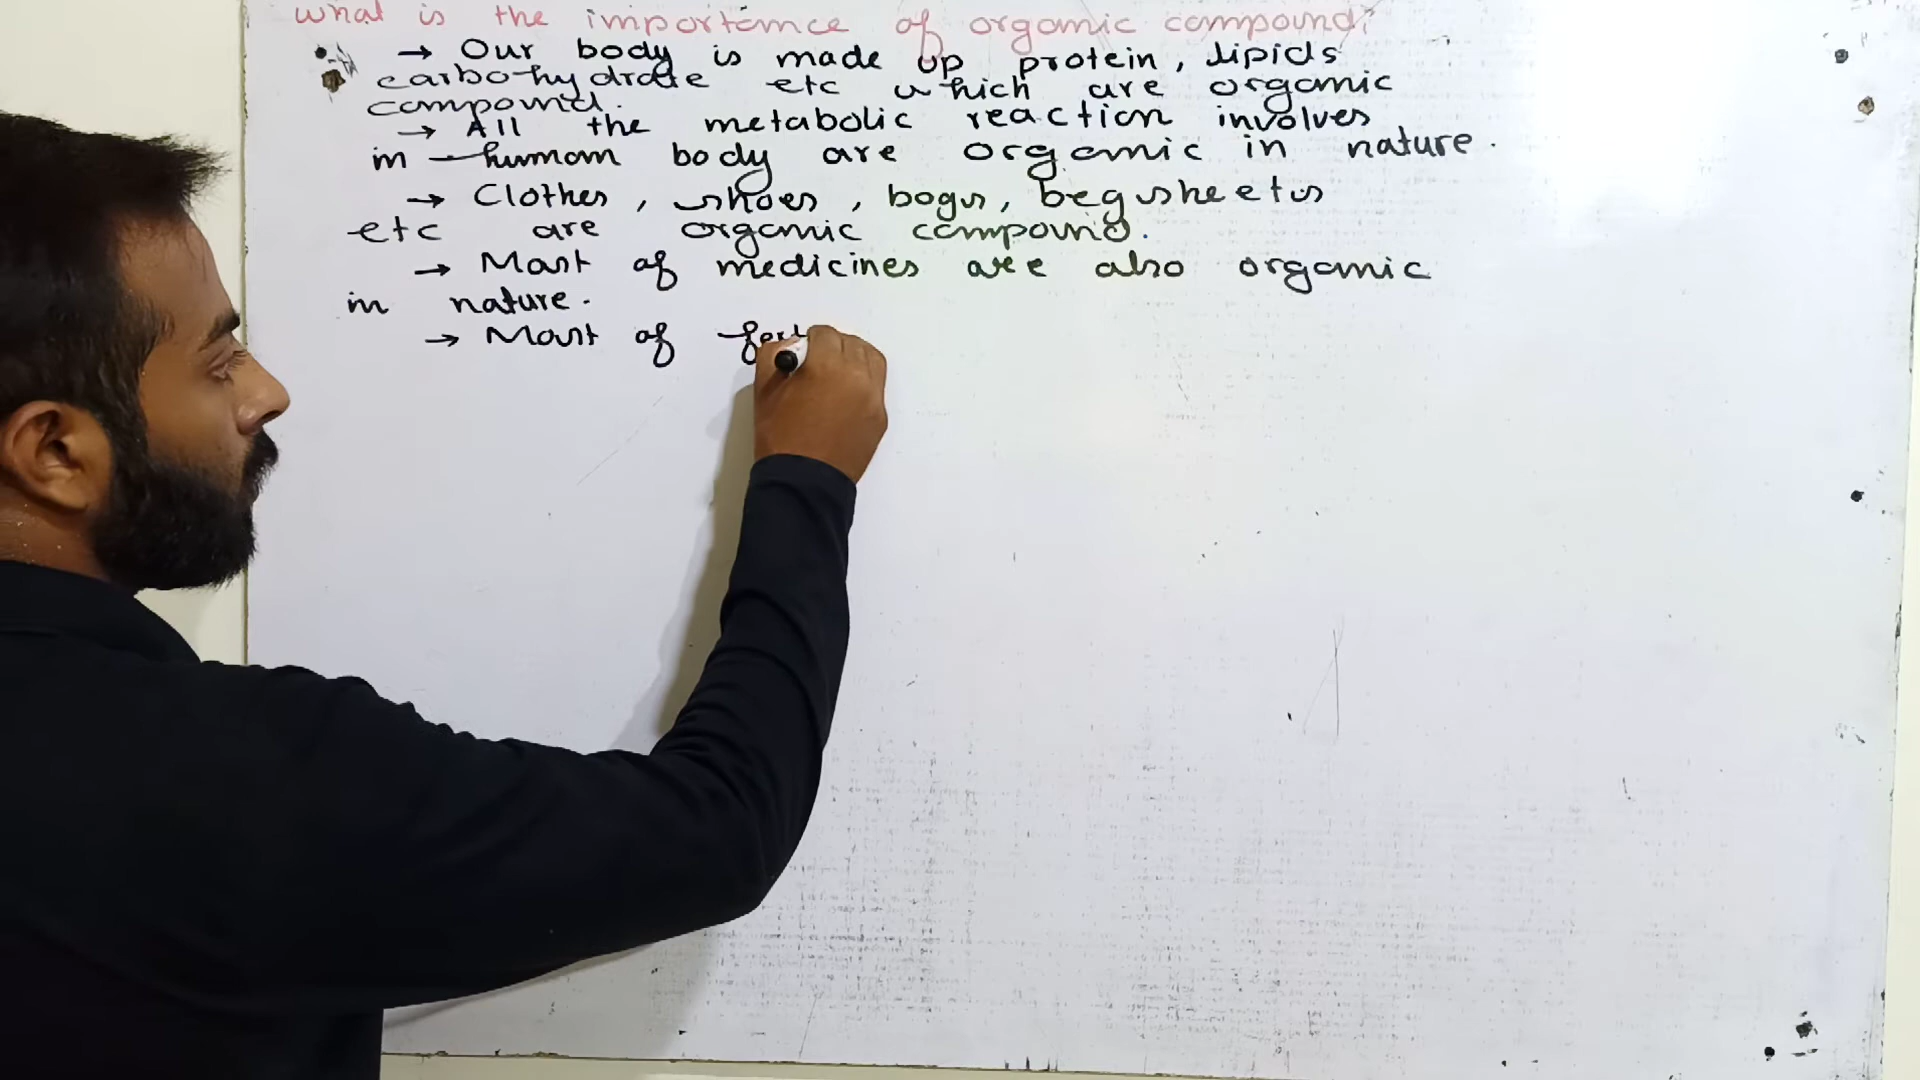 What is the importance of organic compound?
→ Our body is made up protein, lipids
carbohydrate etc which are organic
compound.
→ All the metabolic reaction involves
in human body are organic in nature.
→ Clothes, shoes, bags, begsheets
etc are organic compound.
→ Most of medicines are also organic
in nature.
→ Most of fert